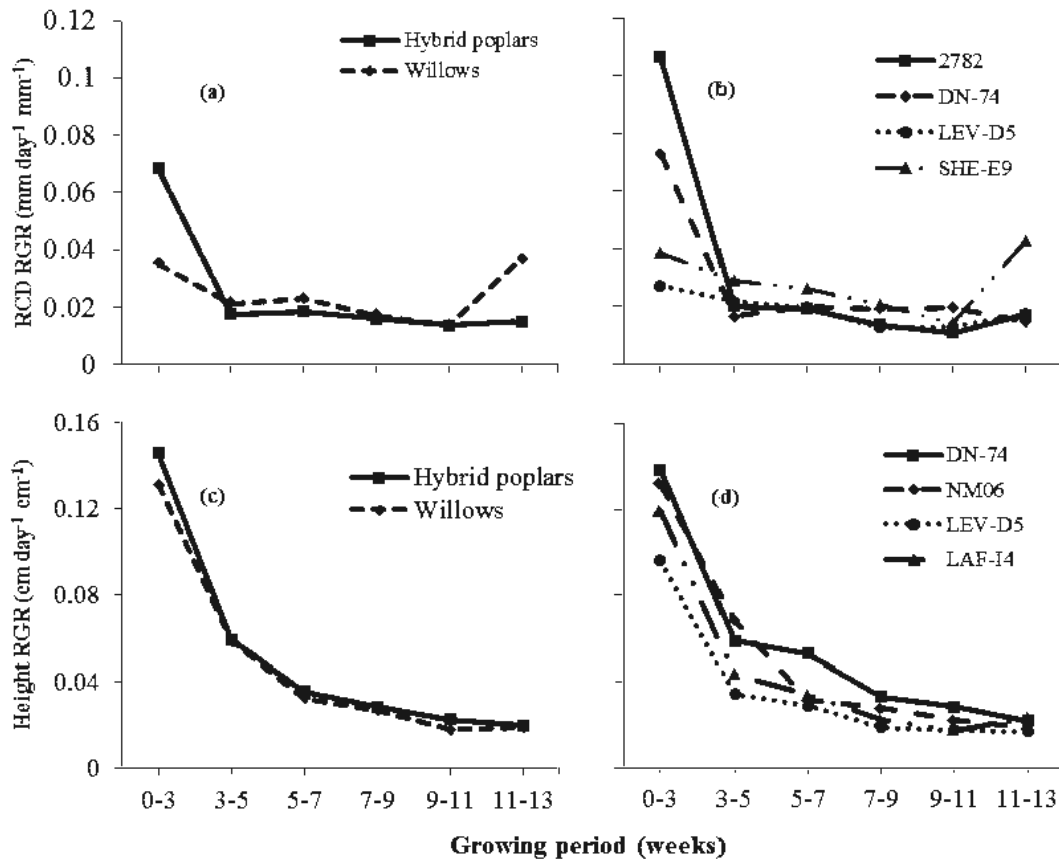 0.12
0.1
0.08
0.06
0.04
0.02
0
RCD RGR (mm day-1 mm-1)
(a)
Hybrid poplars
Willows
(b)
2782
DN-74
LEV-D5
SHE-E9
0.16
0.12
0.08
0.04
0
Height RGR (cm day-1 cm-1)
(c)
Hybrid poplars
Willows
(d)
DN-74
NM06
LEV-D5
LAF-I4
0-3 3-5 5-7 7-9 9-11 11-13
0-3 3-5 5-7 7-9 9-11 11-13
Growing period (weeks)